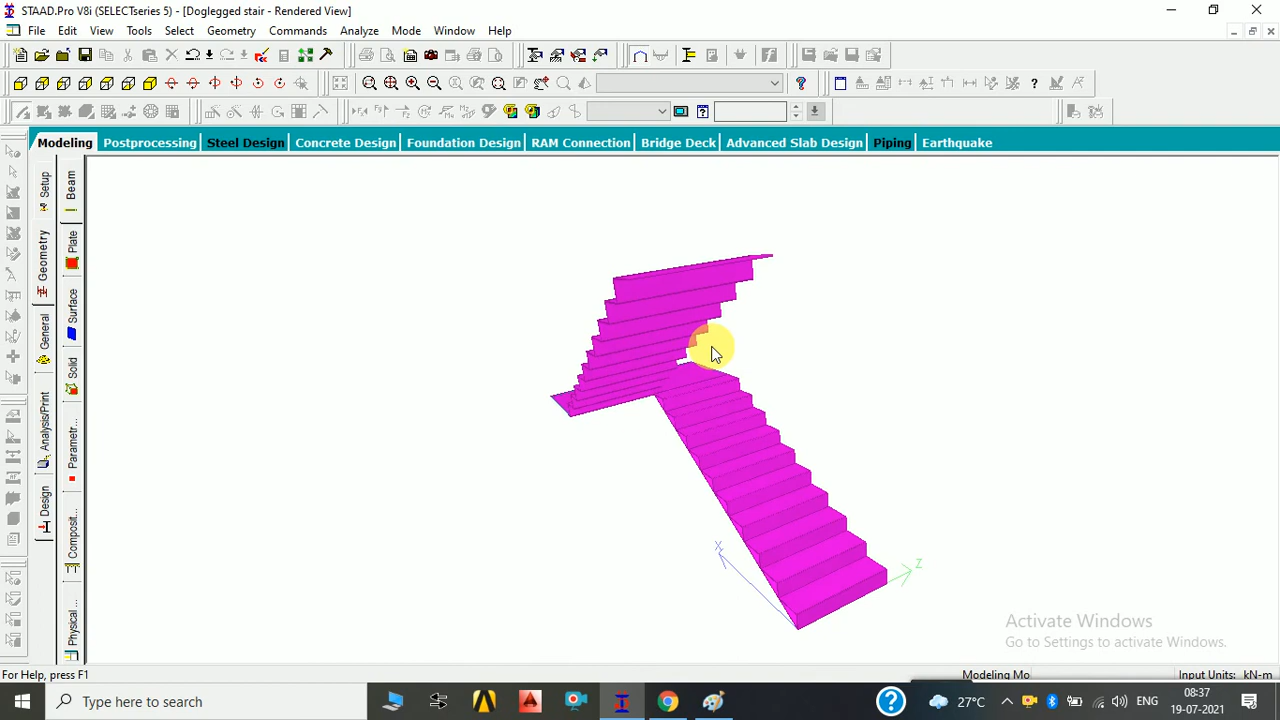 STAAD.Pro V8i (SELECTseries 5) - [Doglegged stair - Rendered View]
File Edit View Tools Select Geometry Commands Analyze Mode Window Help
Modeling Postprocessing Steel Design Concrete Design Foundation Design RAM Connection Bridge Deck Advanced Slab Design Piping Earthquake
Setup
Geometry
General
Analysis/Print
Design
Beam
Plate
Surface
Solid
Parametr...
Composit...
Physical...
X
Z
Activate Windows
Go to Settings to activate Windows.
For Help, press F1
Modeling Mo
Input Units: kN-m
Type here to search
27°C
ENG
08:37
19-07-2021